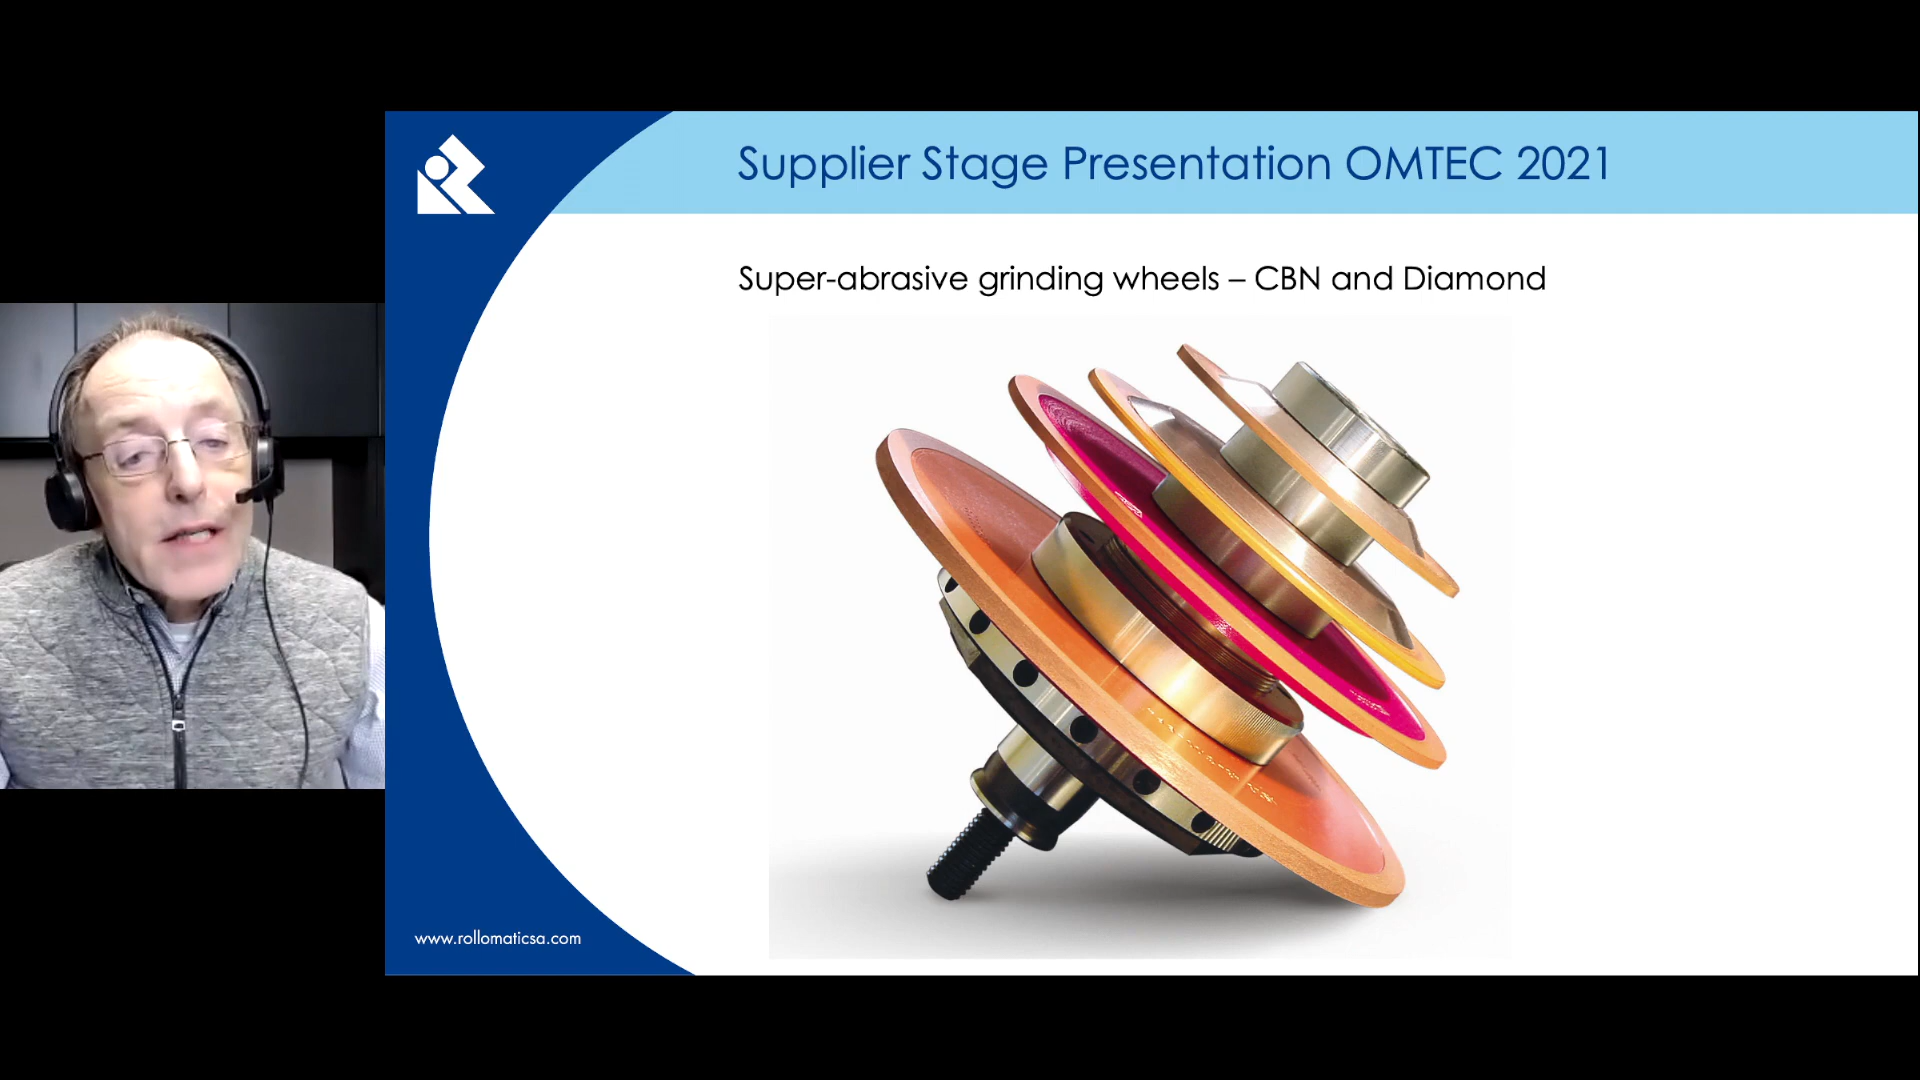 Supplier Stage Presentation OMTEC 2021
Super-abrasive grinding wheels – CBN and Diamond
www.rollomaticsa.com